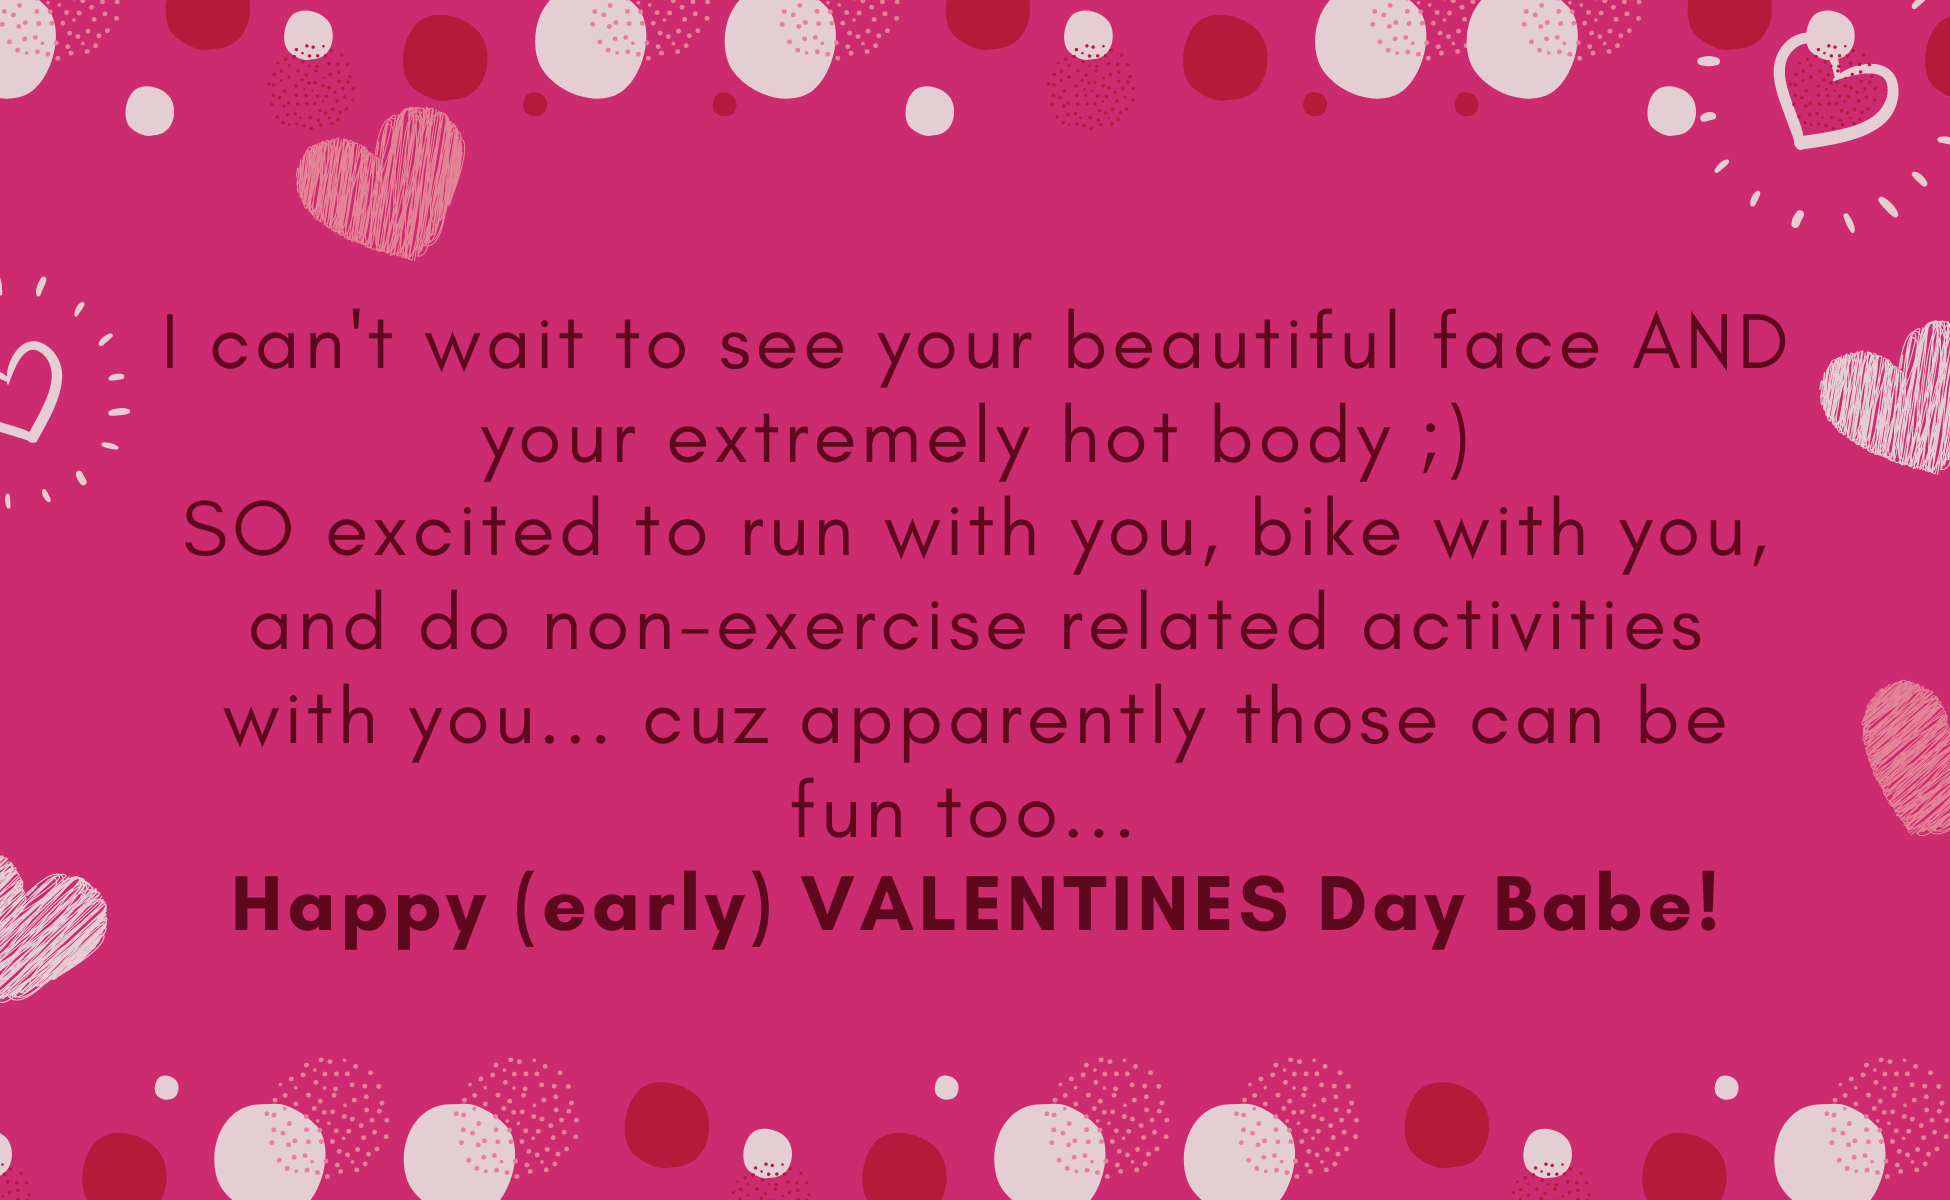 I can't wait to see your beautiful face AND
your extremely hot body ;)
SO excited to run with you, bike with you,
and do non-exercise related activities
with you... cuz apparently those can be
fun too...
Happy (early) VALENTINES Day Babe!